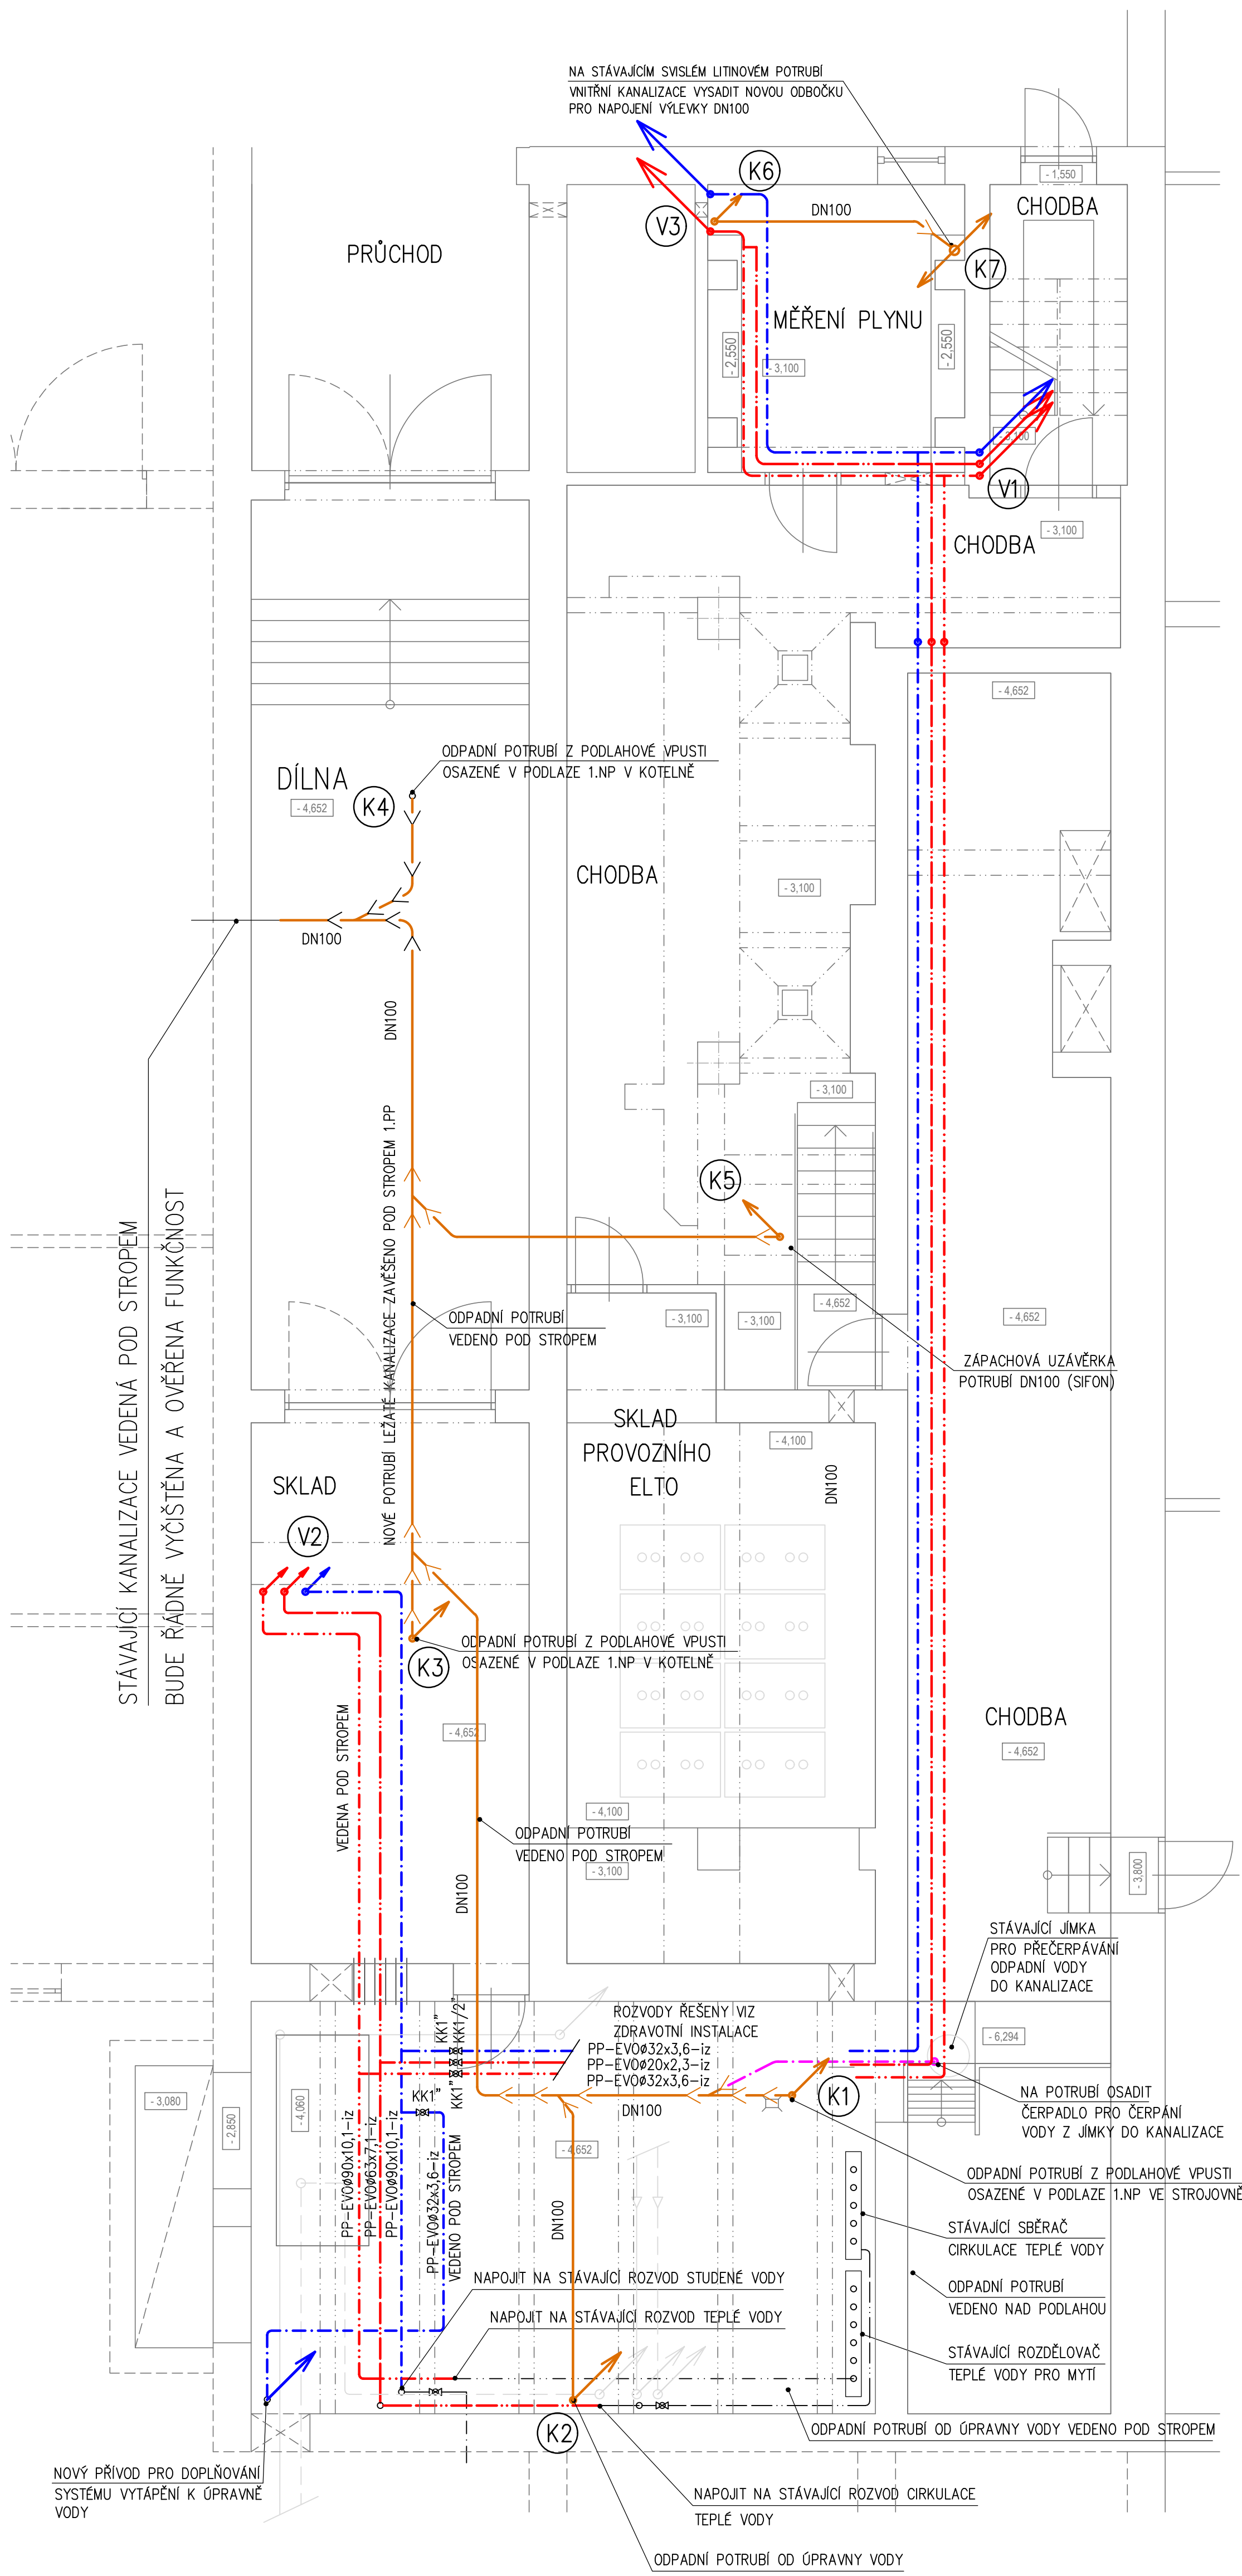 NA STÁVAJÍCÍM SVISLÉM LITINOVÉM POTRUBÍ
VNITŘNÍ KANALIZACE VYSADIT NOVOU ODBOČKU
PRO NAPOJENÍ VÝLEVKY DN100
K6
- 1,550
CHODBA
DN100
V3
PRŮCHOD
K7
MĚŘENÍ PLYNU
- 2,550
- 2,550
- 3,100
- 3,100
V1
- 3,100
CHODBA
- 4,652
ODPADNÍ POTRUBÍ Z PODLAHOVÉ VPUSTI
OSAZENÉ V PODLAZE 1.NP V KOTELNĚ
DÍLNA
- 4,652
K4
CHODBA
- 3,100
DN100
DN100
- 3,100
NOVÉ POTRUBÍ LEŽATÉ KANALIZACE ZAVĚŠENO POD STROPEM 1.PP
K5
STÁVAJÍCÍ KANALIZACE VEDENÁ POD STROPEM
BUDE ŘÁDNĚ VYČIŠTĚNA A OVĚŘENA FUNKČNOST
- 4,652
ODPADNÍ POTRUBÍ
VEDENO POD STROPEM
- 3,100
- 3,100
- 4,652
ZÁPACHOVÁ UZÁVĚRKA
POTRUBÍ DN100 (SIFON)
SKLAD
PROVOZNÍHO
ELTO
- 4,100
DN100
SKLAD
V2
ODPADNÍ POTRUBÍ Z PODLAHOVÉ VPUSTI
OSAZENÉ V PODLAZE 1.NP V KOTELNĚ
K3
CHODBA
- 4,652
- 4,652
VEDENA POD STROPEM
- 4,100
ODPADNÍ POTRUBÍ
VEDENO POD STROPEM
- 3,100
DN100
- 3,800
STÁVAJÍCÍ JÍMKA
PRO PŘEČERPÁVÁNÍ
ODPADNÍ VODY
DO KANALIZACE
ROZVODY ŘEŠENY VIZ
ZDRAVOTNÍ INSTALACE
PP-EVOø32x3,6-iz
PP-EVOø20x2,3-iz
PP-EVOø32x3,6-iz
KK1"
KK1/2"
KK1"
KK1"
- 6,294
- 3,080
- 2,850
- 4,060
DN100
K1
NA POTRUBÍ OSADIT
ČERPADLO PRO ČERPÁNÍ
VODY Z JÍMKY DO KANALIZACE
PP-EVOø90x10,1-iz
PP-EVOø63x7,1-iz
PP-EVOø90x10,1-iz
PP-EVOø32x3,6-iz
VEDENO POD STROPEM
- 4,652
DN100
ODPADNÍ POTRUBÍ Z PODLAHOVÉ VPUSTI
OSAZENÉ V PODLAZE 1.NP VE STROJOVNĚ
STÁVAJÍCÍ SBĚRAČ
CIRKULACE TEPLÉ VODY
NAPOJIT NA STÁVAJÍCÍ ROZVOD STUDENÉ VODY
ODPADNÍ POTRUBÍ
VEDENO NAD PODLAHOU
NAPOJIT NA STÁVAJÍCÍ ROZVOD TEPLÉ VODY
STÁVAJÍCÍ ROZDĚLOVAČ
TEPLÉ VODY PRO MYTÍ
K2
ODPADNÍ POTRUBÍ OD ÚPRAVNY VODY VEDENO POD STROPEM
NOVÝ PŘÍVOD PRO DOPLŇOVÁNÍ
SYSTÉMU VYTÁPĚNÍ K ÚPRAVNĚ
VODY
NAPOJIT NA STÁVAJÍCÍ ROZVOD CIRKULACE
TEPLÉ VODY
ODPADNÍ POTRUBÍ OD ÚPRAVNY VODY